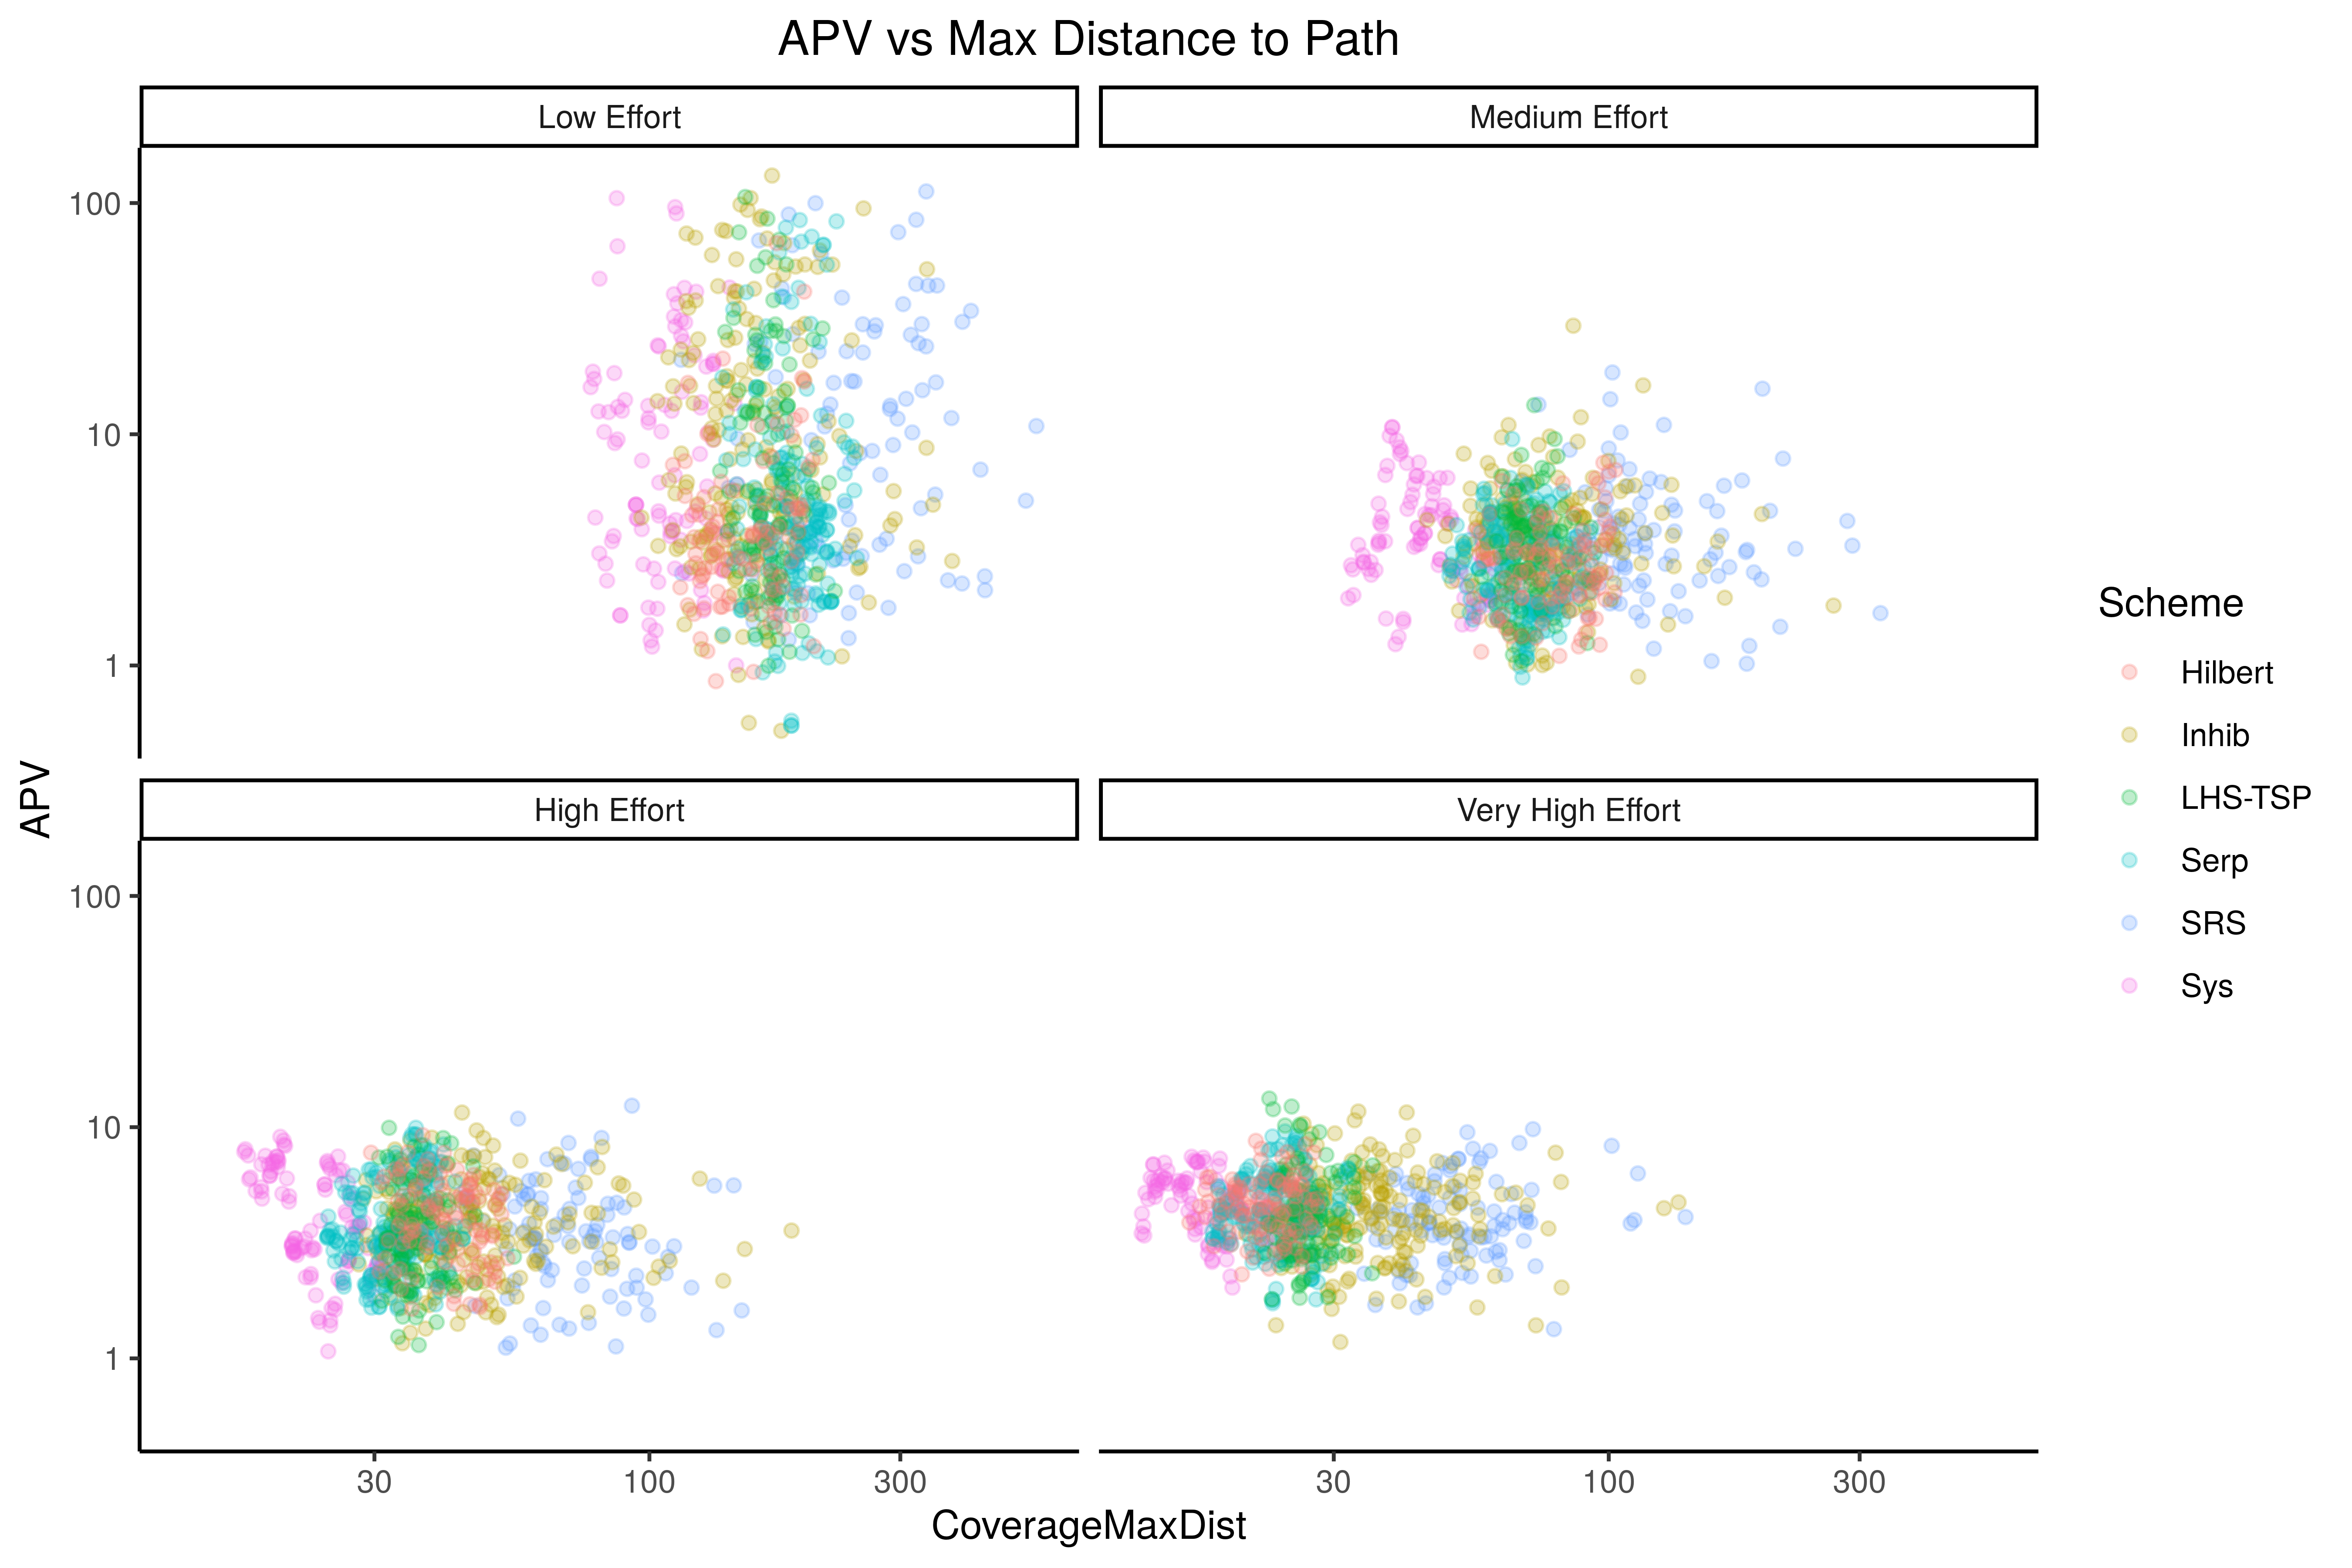 APV vs Max Distance to Path
Low Effort
Medium Effort
100
10
1
High Effort
Very High Effort
100
10
1
30
100
300
30
100
300
CoverageMaxDist
APV
Scheme
Hilbert
Inhib
LHS-TSP
Serp
SRS
Sys